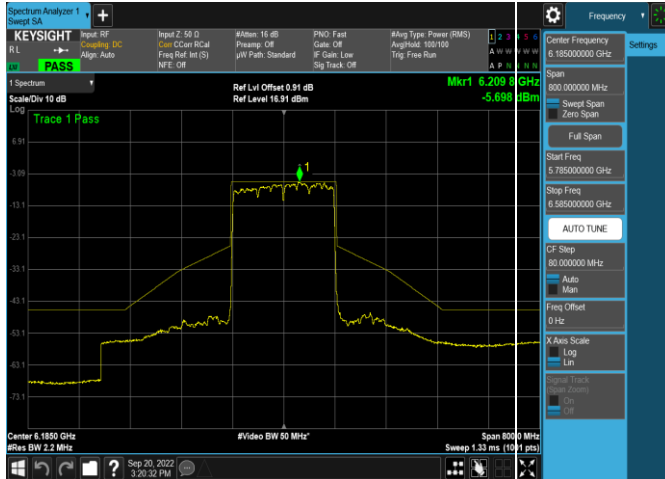 Spectrum Analyzer 1
Swept SA
+
Frequency
KEYSIGHT
Input: RF
Coupling: DC
Align: Auto
Input Z: 50 Ω
Corr CCorr RCal
Freq Ref: Int (S)
NFE: Off
#Atten: 16 dB
Preamp: Off
µW Path: Standard
PNO: Fast
Gate: Off
IF Gain: Low
Sig Track: Off
#Avg Type: Power (RMS)
Avg|Hold: 100/100
Trig: Free Run
1 2 3 4 5 6
A W W W W W
A P N N N N
RL
PASS
1 Spectrum
Scale/Div 10 dB
Ref Lvl Offset 0.91 dB
Ref Level 16.91 dBm
Mkr1 6.209 8 GHz
-5.698 dBm
Log
Trace 1 Pass
1
6.91
-3.09
-13.1
-23.1
-33.1
-43.1
-53.1
-63.1
-73.1
Center 6.1850 GHz
#Res BW 2.2 MHz
#Video BW 50 MHz*
Span 800.0 MHz
Sweep 1.33 ms (1001 pts)
Sep 20, 2022
3:20:32 PM
Center Frequency
6.185000000 GHz
Settings
Span
800.000000 MHz
Swept Span
Zero Span
Full Span
Start Freq
5.785000000 GHz
Stop Freq
6.585000000 GHz
AUTO TUNE
CF Step
80.000000 MHz
Auto
Man
Freq Offset
0 Hz
X Axis Scale
Log
Lin
Signal Track
(Span Zoom)
On
Off